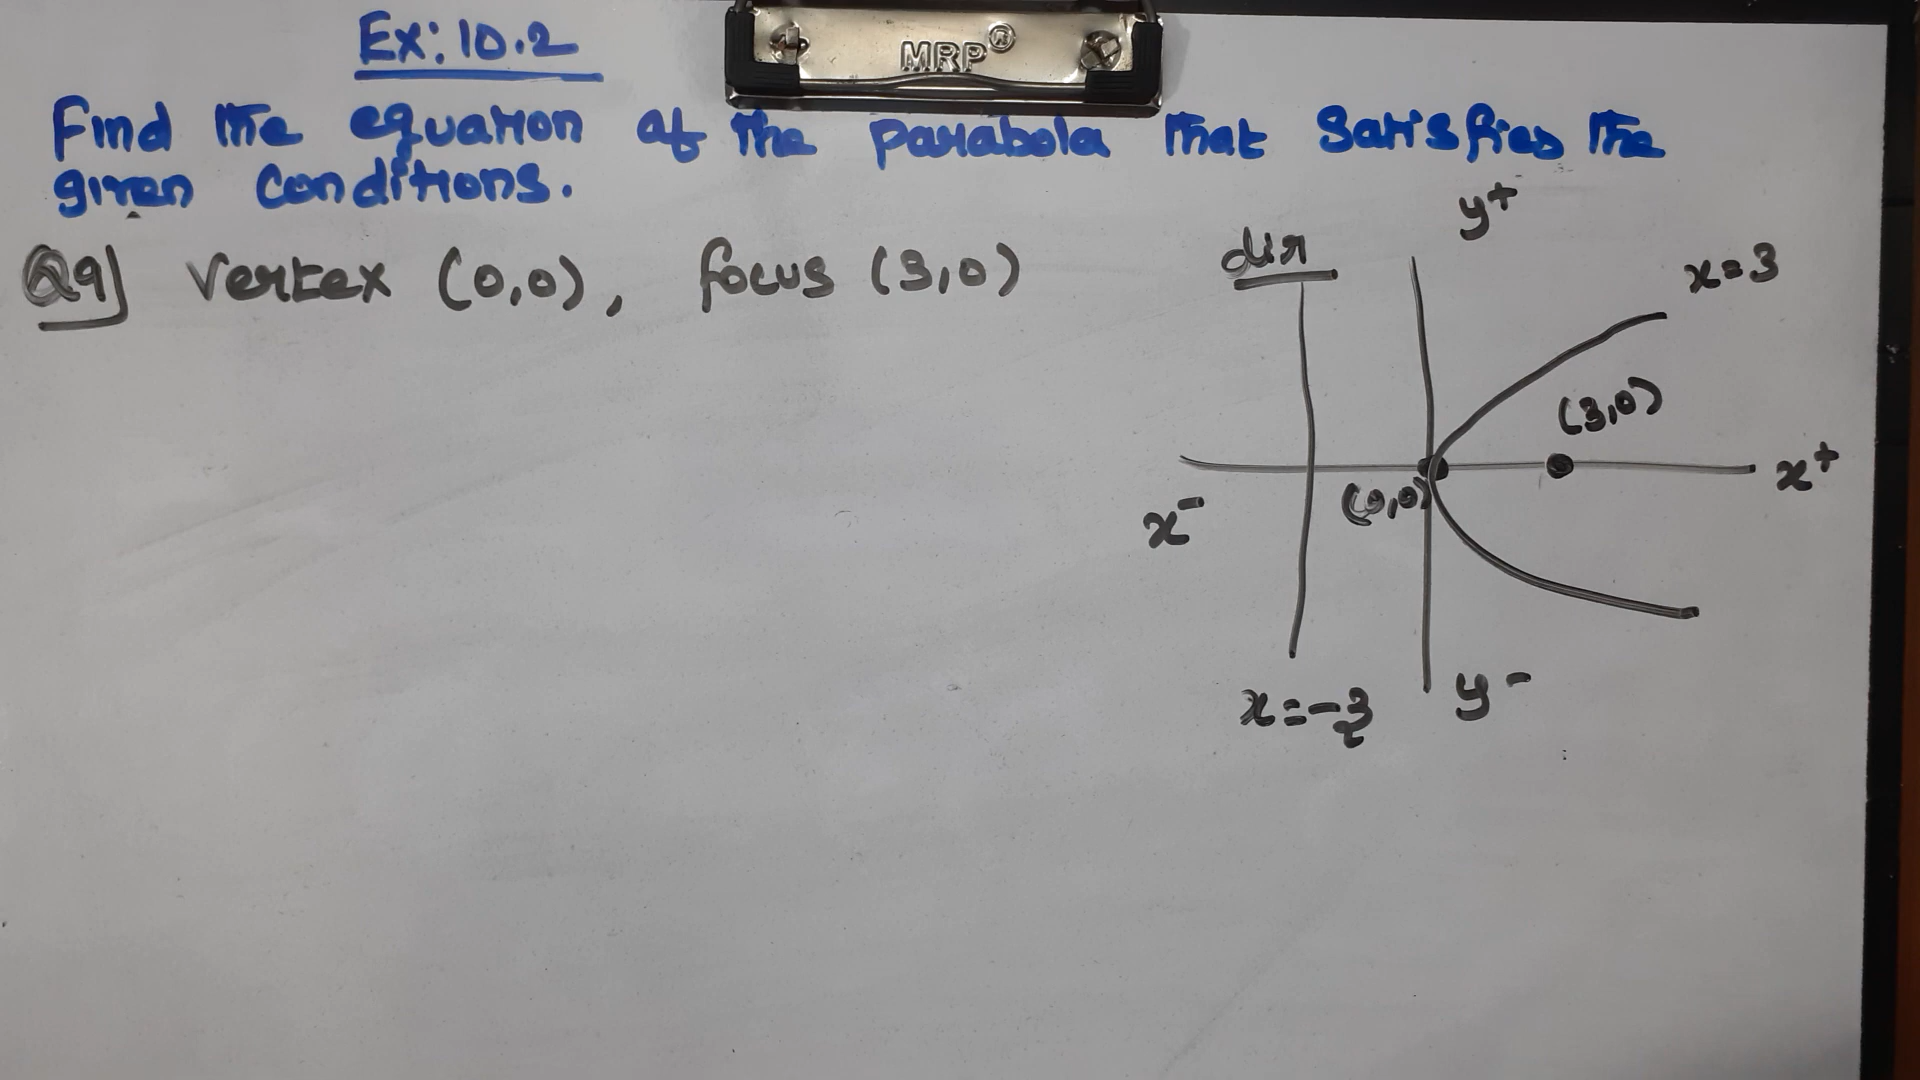 Ex: 10.2
MRP®
Find the equation of the parabola that satisfies the
given conditions.
Q9] Vertex (0,0), focus (3,0)
y+
dir
x=3
(3,0)
x+
(0,0)
x-
x=-3
y-